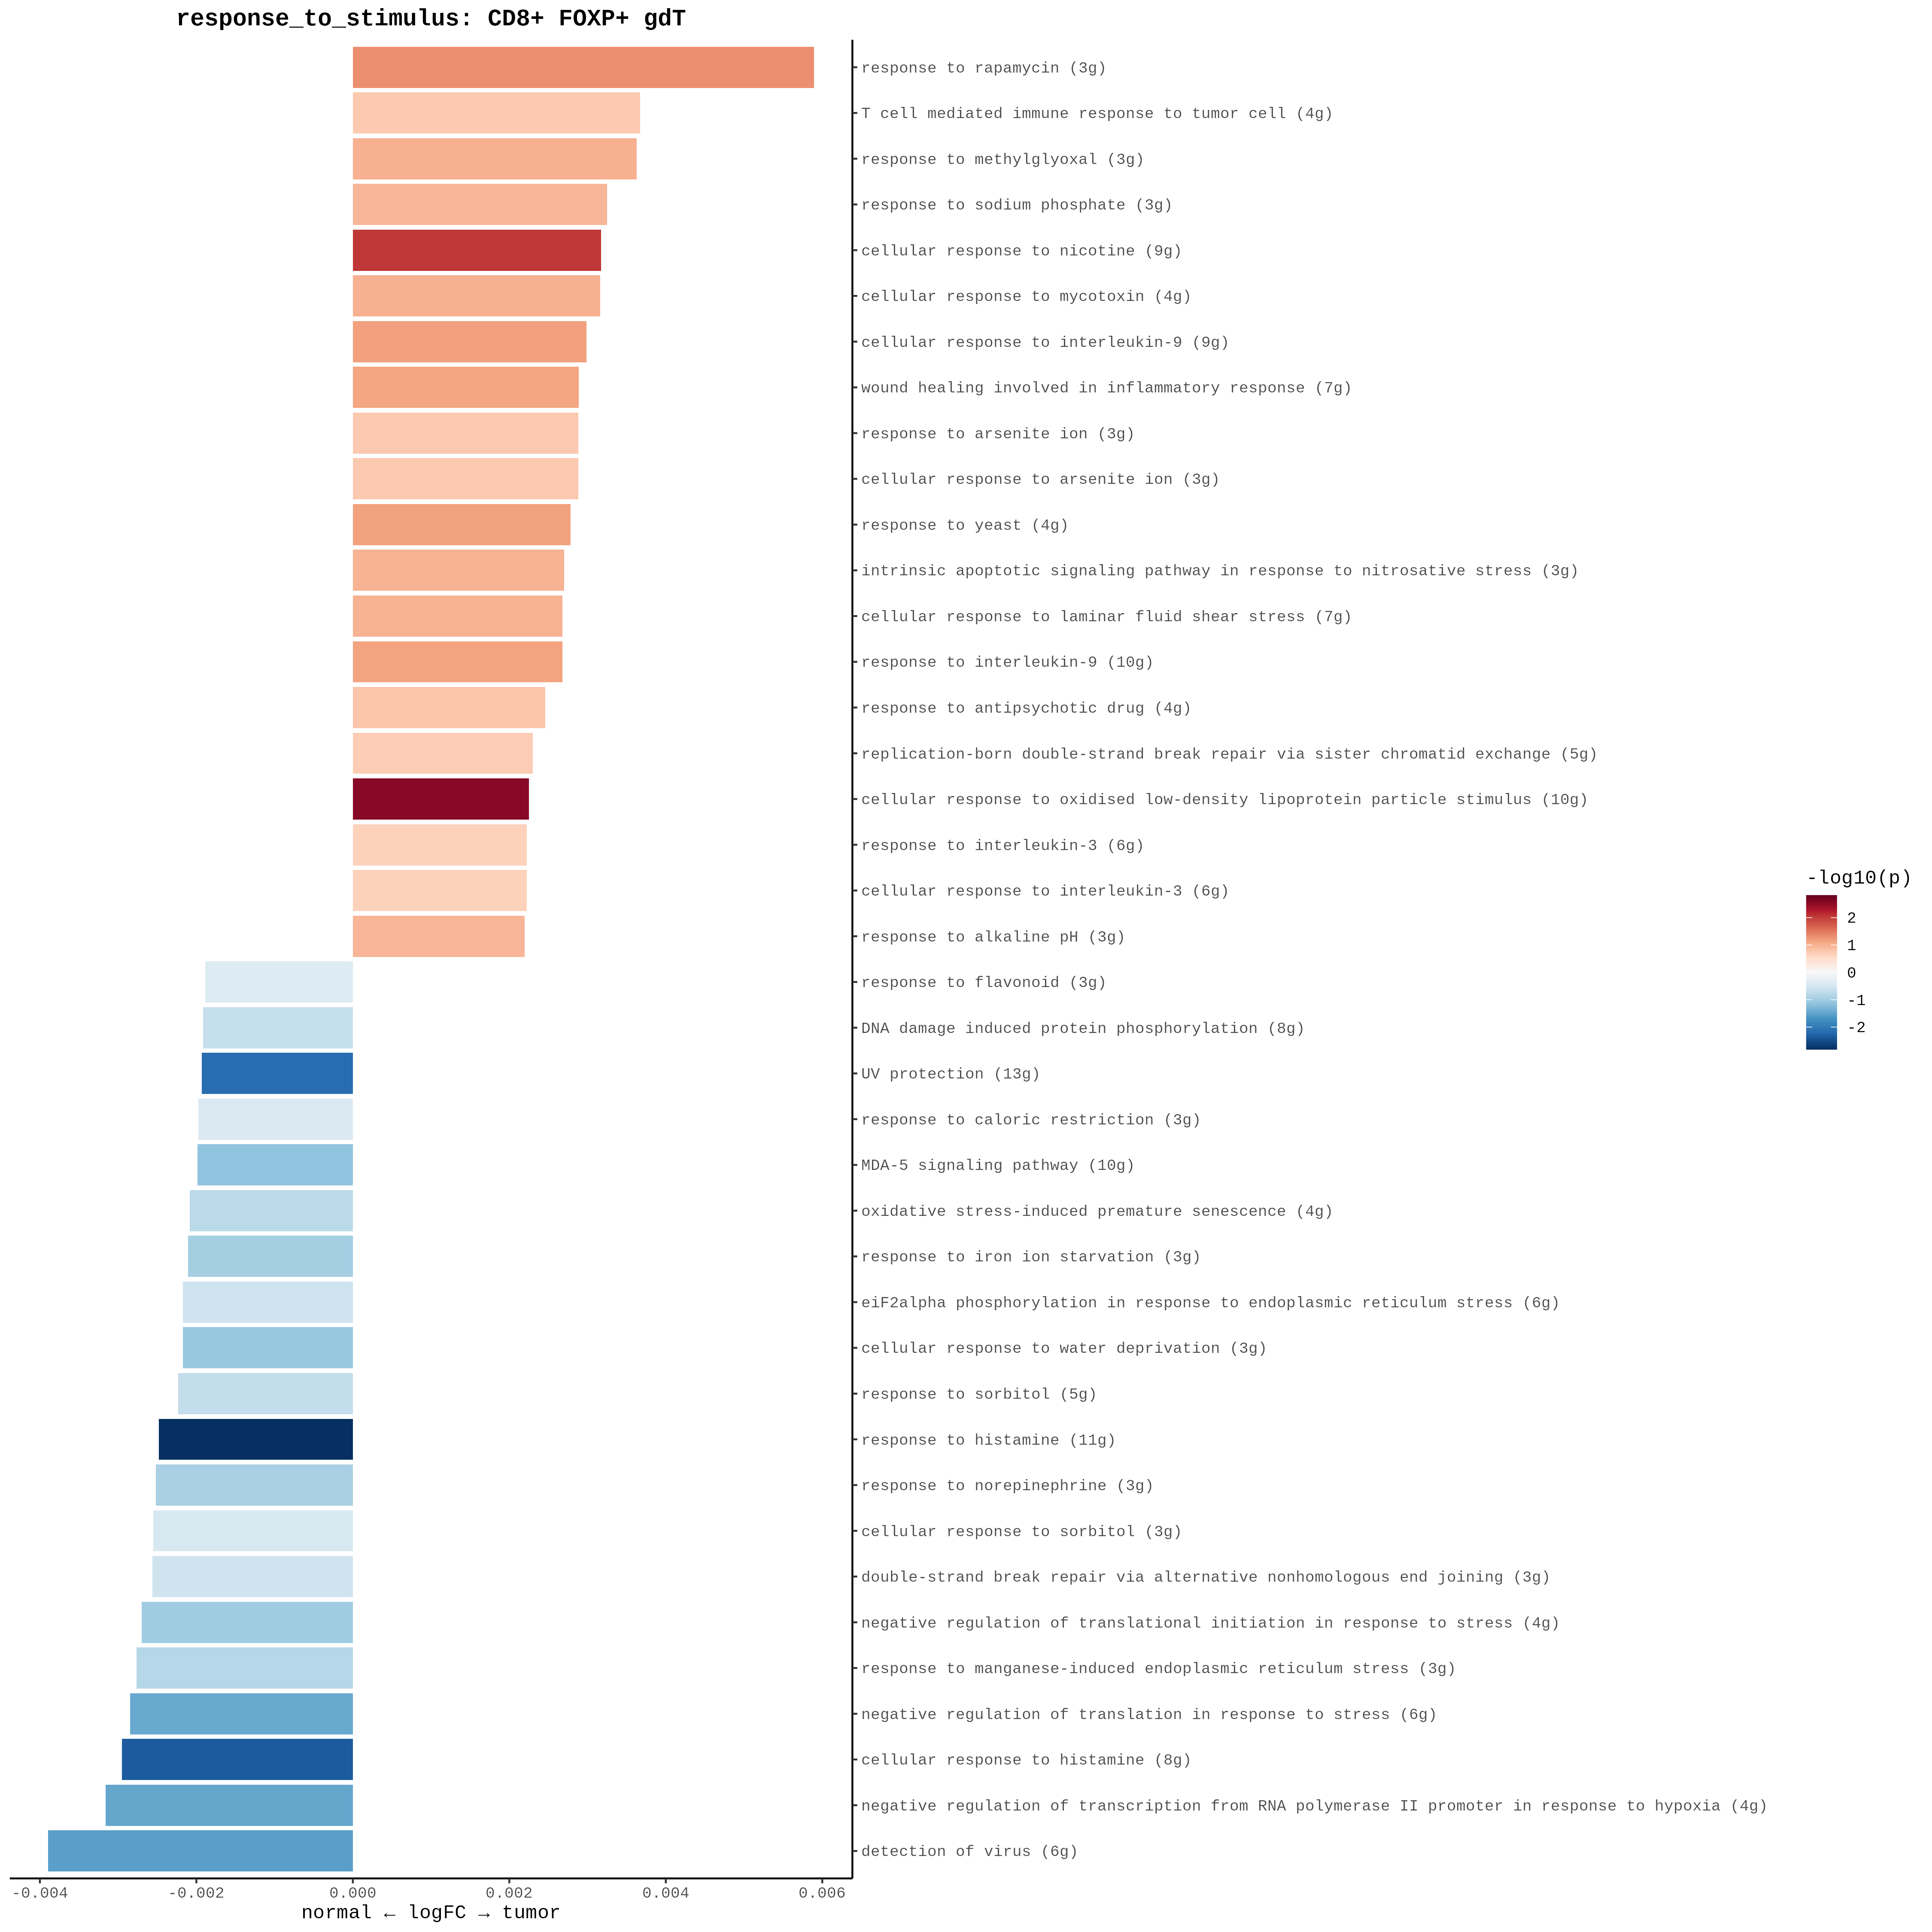 response_to_stimulus: CD8+ FOXP+ gdT
response to rapamycin (3g)
T cell mediated immune response to tumor cell (4g)
response to methylglyoxal (3g)
response to sodium phosphate (3g)
cellular response to nicotine (9g)
cellular response to mycotoxin (4g)
cellular response to interleukin-9 (9g)
wound healing involved in inflammatory response (7g)
response to arsenite ion (3g)
cellular response to arsenite ion (3g)
response to yeast (4g)
intrinsic apoptotic signaling pathway in response to nitrosative stress (3g)
cellular response to laminar fluid shear stress (7g)
response to interleukin-9 (10g)
response to antipsychotic drug (4g)
replication-born double-strand break repair via sister chromatid exchange (5g)
cellular response to oxidised low-density lipoprotein particle stimulus (10g)
response to interleukin-3 (6g)
cellular response to interleukin-3 (6g)
response to alkaline pH (3g)
response to flavonoid (3g)
DNA damage induced protein phosphorylation (8g)
UV protection (13g)
response to caloric restriction (3g)
MDA-5 signaling pathway (10g)
oxidative stress-induced premature senescence (4g)
response to iron ion starvation (3g)
eiF2alpha phosphorylation in response to endoplasmic reticulum stress (6g)
cellular response to water deprivation (3g)
response to sorbitol (5g)
response to histamine (11g)
response to norepinephrine (3g)
cellular response to sorbitol (3g)
double-strand break repair via alternative nonhomologous end joining (3g)
negative regulation of translational initiation in response to stress (4g)
response to manganese-induced endoplasmic reticulum stress (3g)
negative regulation of translation in response to stress (6g)
cellular response to histamine (8g)
negative regulation of transcription from RNA polymerase II promoter in response to hypoxia (4g)
detection of virus (6g)
-0.004 -0.002 0.000 0.002 0.004 0.006
normal ← logFC → tumor
-log10(p)
2
1
0
-1
-2